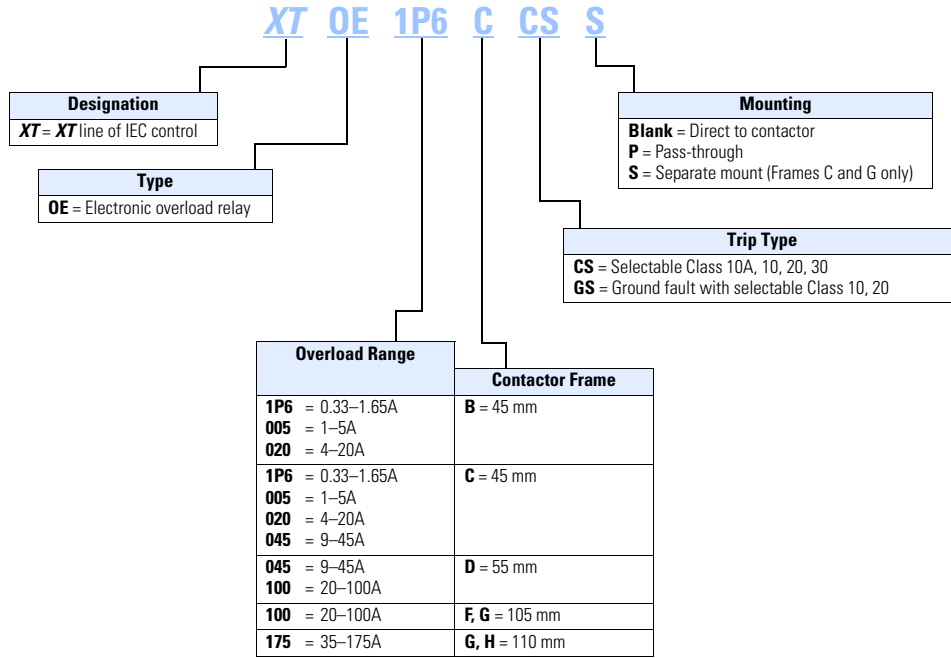 XT OE 1P6 C CS S
Designation
XT = XT line of IEC control
Type
OE = Electronic overload relay
Mounting
Blank = Direct to contactor
P = Pass-through
S = Separate mount (Frames C and G only)
Trip Type
CS = Selectable Class 10A, 10, 20, 30
GS = Ground fault with selectable Class 10, 20
Overload Range
Contactor Frame
1P6 = 0.33–1.65A B = 45 mm
005 = 1–5A
020 = 4–20A
1P6 = 0.33–1.65A C = 45 mm
005 = 1–5A
020 = 4–20A
045 = 9–45A
045 = 9–45A D = 55 mm
100 = 20–100A
100 = 20–100A F, G = 105 mm
175 = 35–175A G, H = 110 mm